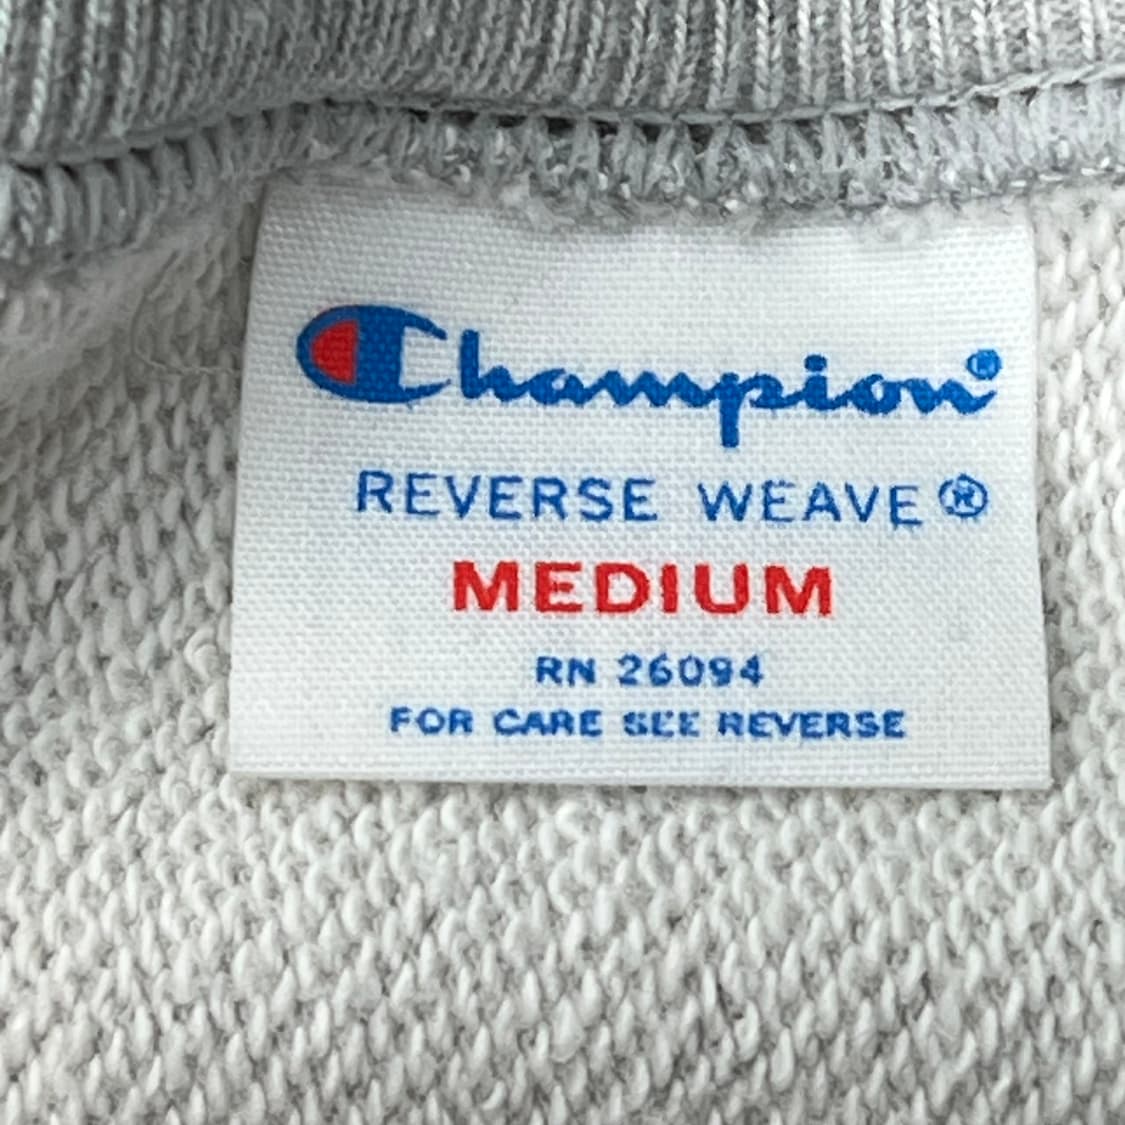 Champion®
REVERSE WEAVE®
MEDIUM
RN 26094
FOR CARE SEE REVERSE